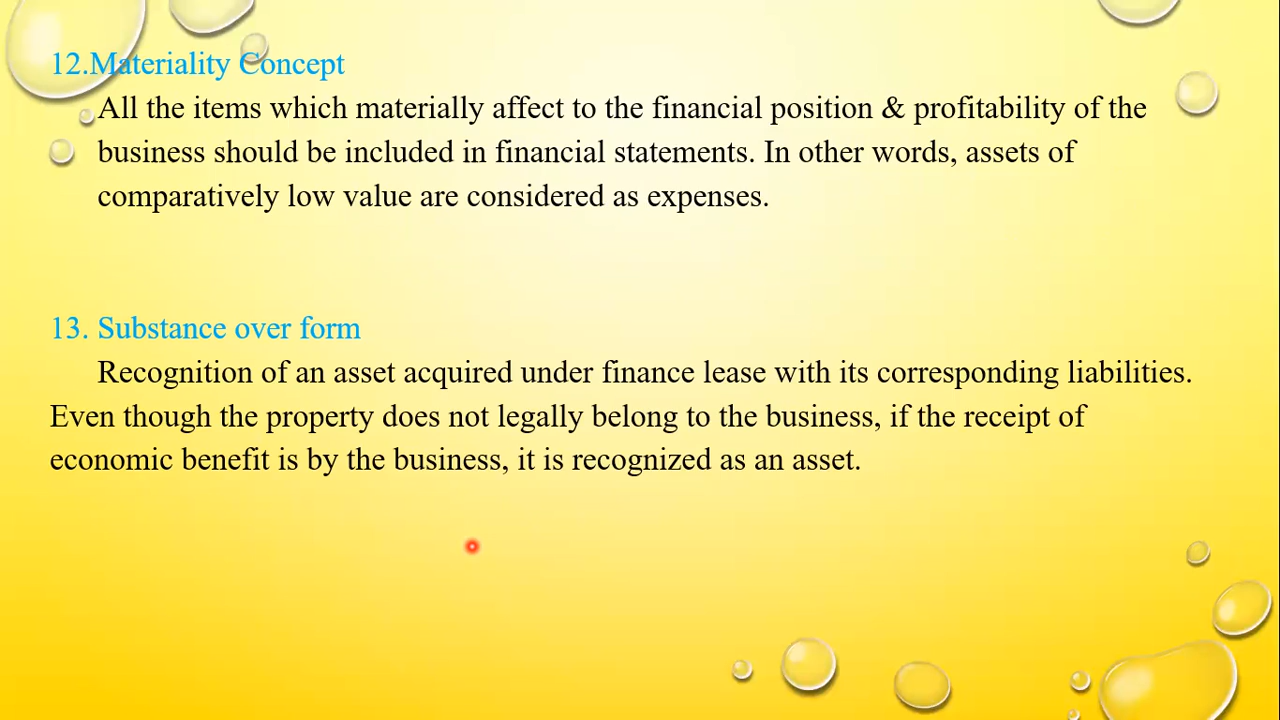 12.Materiality Concept
All the items which materially affect to the financial position & profitability of the
business should be included in financial statements. In other words, assets of
comparatively low value are considered as expenses.
13. Substance over form
Recognition of an asset acquired under finance lease with its corresponding liabilities.
Even though the property does not legally belong to the business, if the receipt of
economic benefit is by the business, it is recognized as an asset.